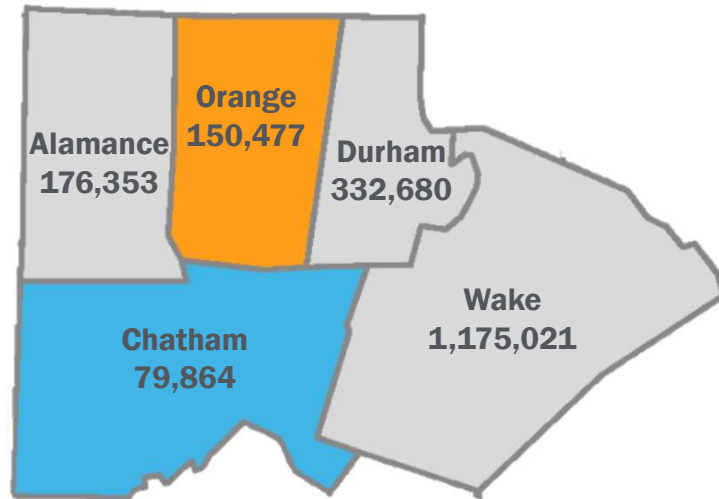 Orange
150,477
Alamance
176,353
Durham
332,680
Wake
1,175,021
Chatham
79,864